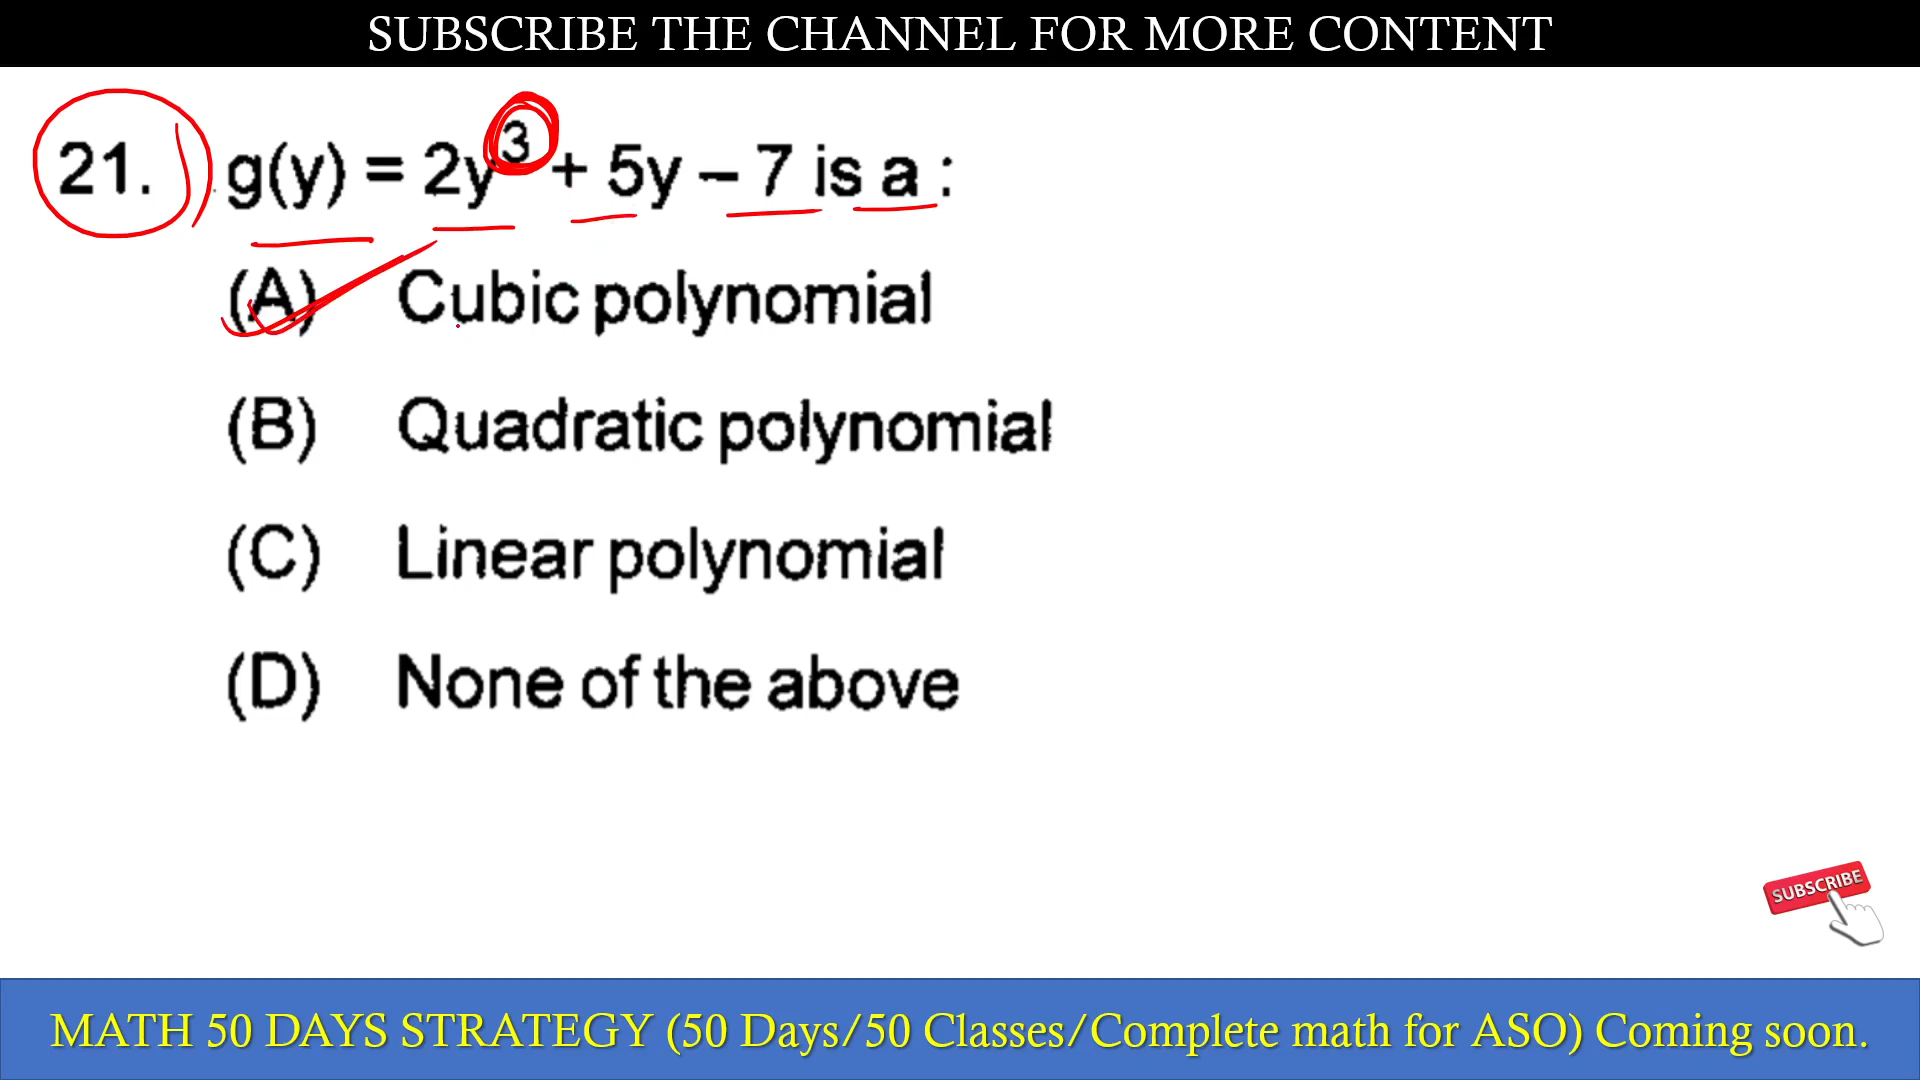 SUBSCRIBE THE CHANNEL FOR MORE CONTENT
21. g(y) = 2y³ + 5y – 7 is a :
(A) Cubic polynomial
(B) Quadratic polynomial
(C) Linear polynomial
(D) None of the above
SUBSCRIBE
MATH 50 DAYS STRATEGY (50 Days/50 Classes/Complete math for ASO) Coming soon.